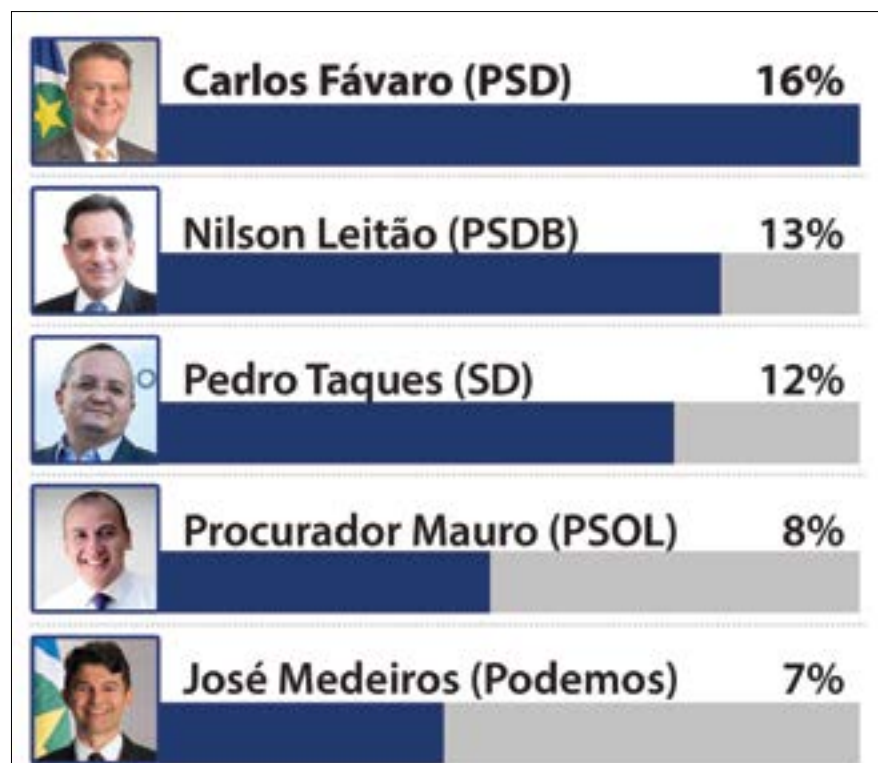 Carlos Fávaro (PSD) 16%
Nilson Leitão (PSDB) 13%
Pedro Taques (SD) 12%
Procurador Mauro (PSOL) 8%
José Medeiros (Podemos) 7%